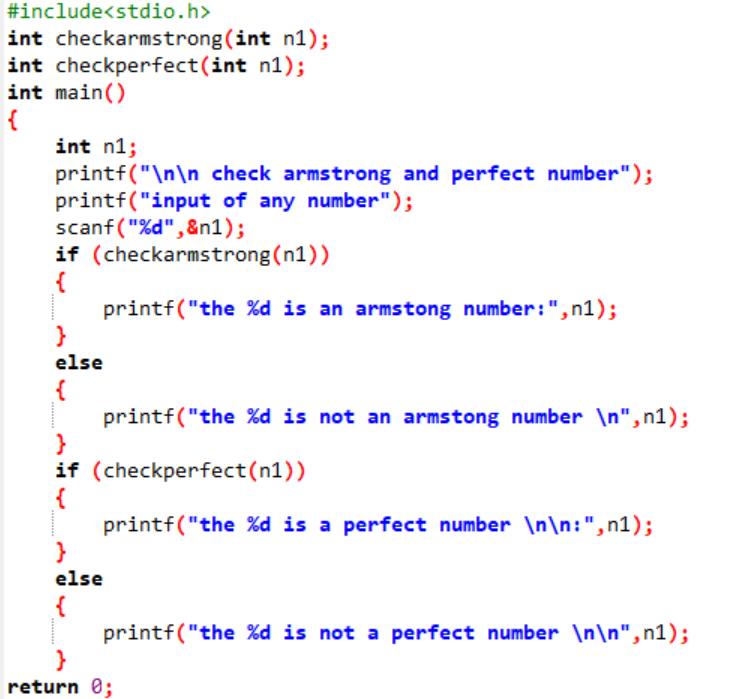 #include<stdio.h>
int checkarmstrong(int n1);
int checkperfect(int n1);
int main()
{
    int n1;
    printf("\n\n check armstrong and perfect number");
    printf("input of any number");
    scanf("%d",&n1);
    if (checkarmstrong(n1))
    {
        printf("the %d is an armstong number:",n1);
    }
    else
    {
        printf("the %d is not an armstong number \n",n1);
    }
    if (checkperfect(n1))
    {
        printf("the %d is a perfect number \n\n:",n1);
    }
    else
    {
        printf("the %d is not a perfect number \n\n",n1);
    }
return 0;